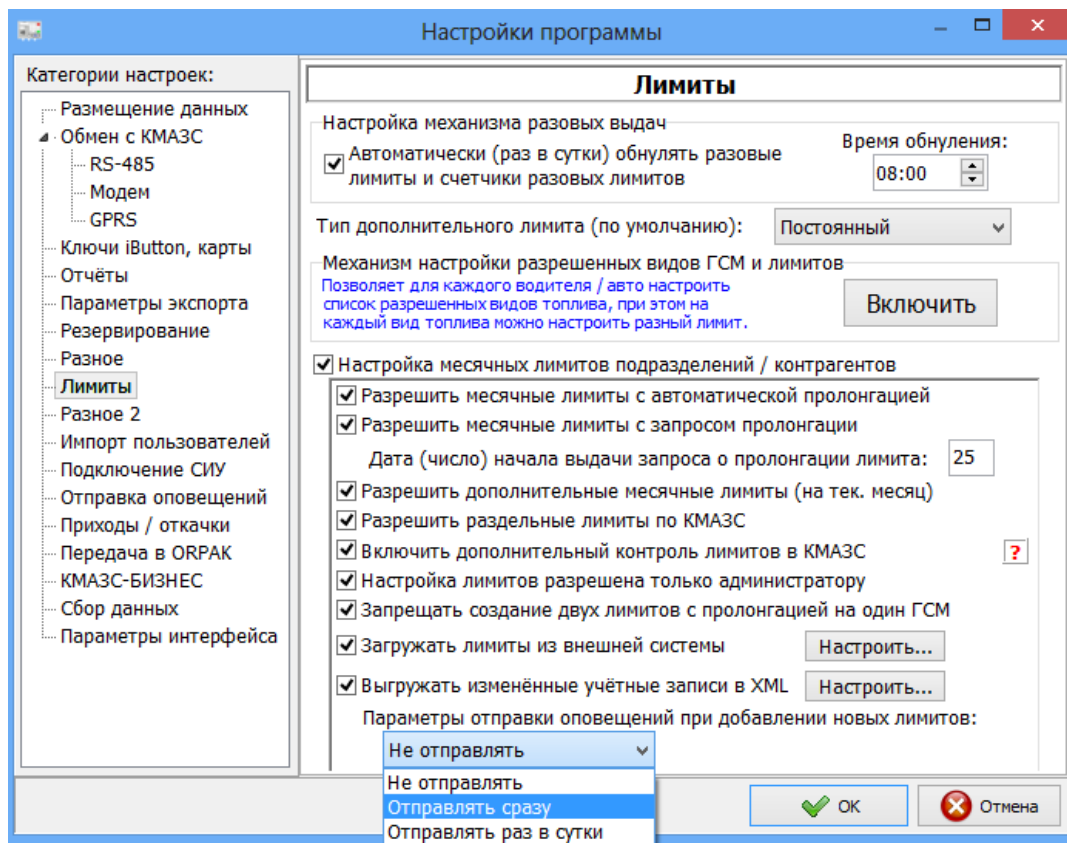 Настройки программы
Категории настроек:
Размещение данных
Обмен с КМАЗС
RS-485
Модем
GPRS
Ключи iButton, карты
Отчёты
Параметры экспорта
Резервирование
Разное
Лимиты
Разное 2
Импорт пользователей
Подключение СИУ
Отправка оповещений
Приходы / откачки
Передача в ORPAK
КМАЗС-БИЗНЕС
Сбор данных
Параметры интерфейса
Лимиты
Настройка механизма разовых выдач
Автоматически (раз в сутки) обнулять разовые
лимиты и счетчики разовых лимитов
Время обнуления:
08:00
Тип дополнительного лимита (по умолчанию):
Постоянный
Механизм настройки разрешенных видов ГСМ и лимитов
Позволяет для каждого водителя / авто настроить
список разрешенных видов топлива, при этом на
каждый вид топлива можно настроить разный лимит.
Включить
Настройка месячных лимитов подразделений / контрагентов
Разрешить месячные лимиты с автоматической пролонгацией
Разрешить месячные лимиты с запросом пролонгации
Дата (число) начала выдачи запроса о пролонгации лимита:
25
Разрешить дополнительные месячные лимиты (на тек. месяц)
Разрешить раздельные лимиты по КМАЗС
Включить дополнительный контроль лимитов в КМАЗС
?
Настройка лимитов разрешена только администратору
Запрещать создание двух лимитов с пролонгацией на один ГСМ
Загружать лимиты из внешней системы
Настроить...
Выгружать изменённые учётные записи в XML
Настроить...
Параметры отправки оповещений при добавлении новых лимитов:
Не отправлять
Не отправлять
Отправлять сразу
Отправлять раз в сутки
OK
Отмена